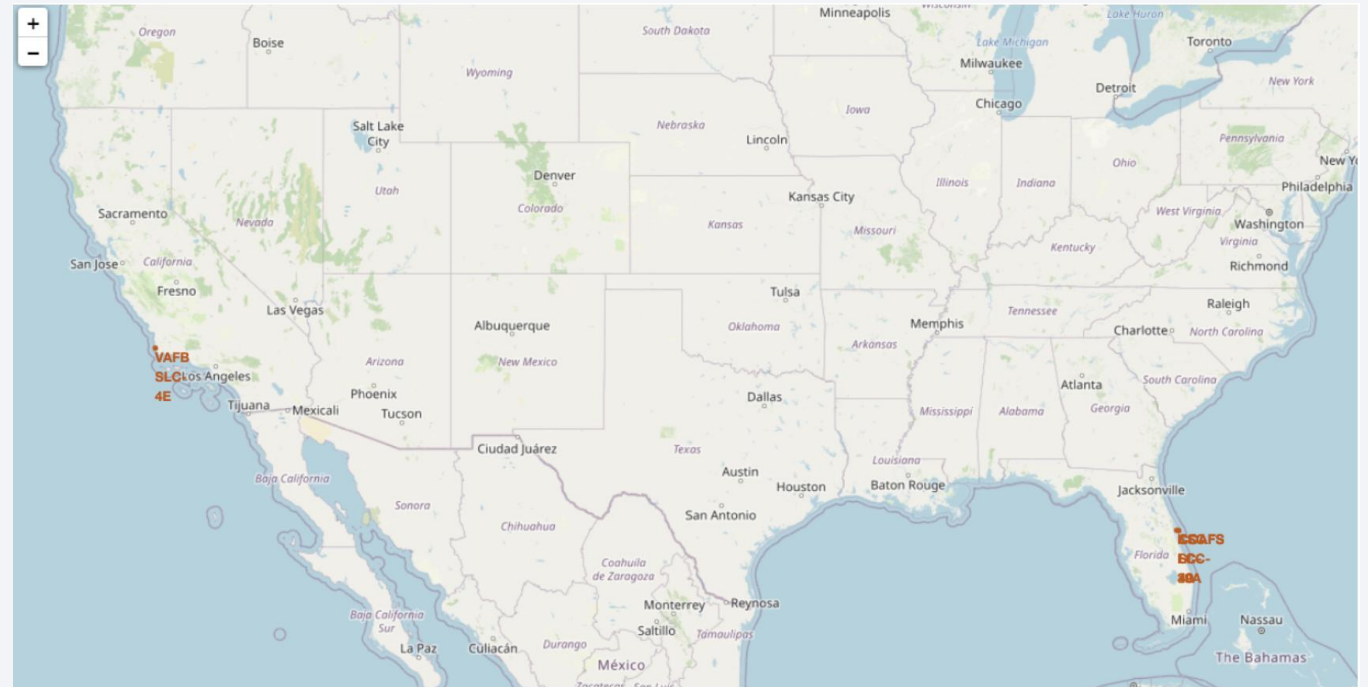 +
−
Oregon
Boise
Wyoming
South Dakota
Minneapolis
Wisconsin
Lake Michigan
Lake Huron
Toronto
Milwaukee
Detroit
New York
Chicago
Iowa
Nebraska
Lincoln
Salt Lake
City
Utah
Denver
Colorado
Pennsylvania
Ohio
Philadelphia
Illinois
Indiana
Kansas City
Kansas
Missouri
Sacramento
Nevada
San Jose
California
Fresno
Las Vegas
West Virginia
Washington
Virginia
Kentucky
Richmond
Tulsa
Raleigh
Tennessee
Albuquerque
Oklahoma
Memphis
Charlotte
North Carolina
Arkansas
VAFB
SLC-
4E
Los Angeles
Arizona
New Mexico
Phoenix
Tucson
Tijuana
Mexicali
Dallas
Atlanta
South Carolina
Mississippi
Alabama
Georgia
Ciudad Juárez
Texas
Louisiana
Baja California
Austin
Houston
Baton Rouge
Jacksonville
Sonora
Chihuahua
San Antonio
Florida
Coahuila
de Zaragoza
Monterrey
Reynosa
Saltillo
Tamaulipas
Miami
Nassau
Baja California
Sur
La Paz
Culiacán
Durango
México
The Bahamas